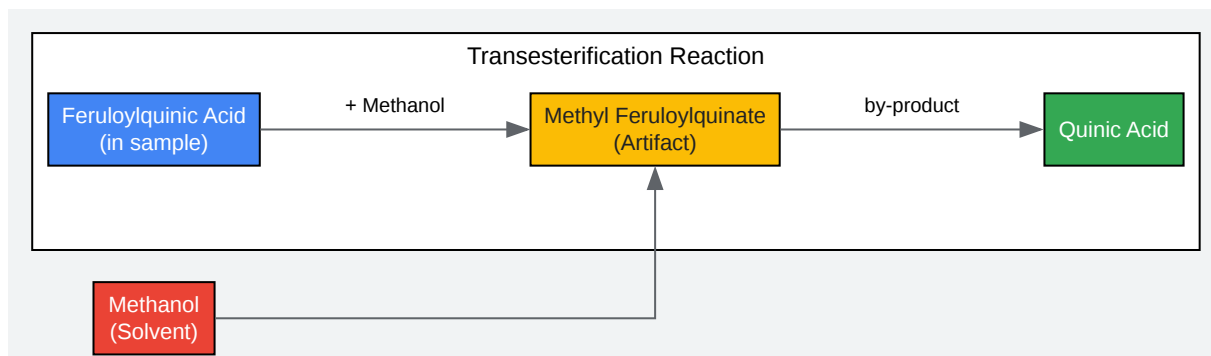 Transesterification Reaction
Feruloylquinic Acid
(in sample)
+ Methanol
Methyl Feruloylquinate
(Artifact)
by-product
Quinic Acid
Methanol
(Solvent)